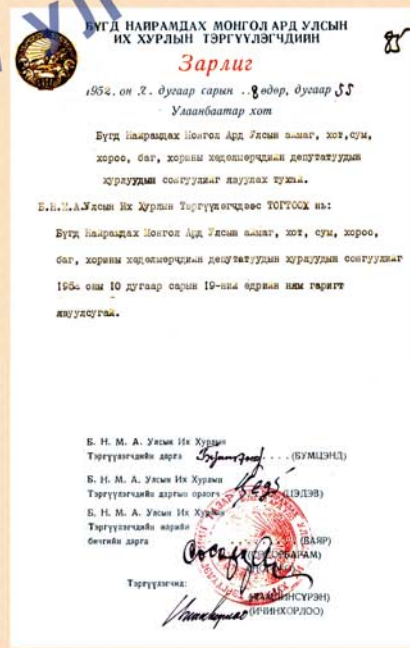 БҮГД НАЙРАМДАХ МОНГОЛ АРД УЛСЫН
ИХ ХУРЛЫН ТЭРГҮҮЛЭГЧДИЙН
Зарлиг
1952. он 7. дугаар сарын ..8 өдөр, дугаар 55
Улаанбаатар хот
Бүгд Найрамдах Монгол Ард Улсын аймаг, хот, сум,
хороо, баг, хорины хөдөлмөрчдийн депутатуудын
хурлуудын сонгуулийг явуулах тухай.
Б.Н.М.А.Улсын Их Хурлын Тэргүүлэгчдээс ТОГТООХ нь:
Бүгд Найрамдах Монгол Ард Улсын аймаг, хот, сум, хороо,
баг, хорины хөдөлмөрчдийн депутатуудын хурлуудын сонгуулийг
1952 оны 10 дугаар сарын 19-ний өдрийн ням гаригт
явуулсугай.
Б. Н. М. А. Улсын Их Хурлын
Тэргүүлэгчдийн дарга . . . . (БУМЦЭНД)
Б. Н. М. А. Улсын Их Хурлын
Тэргүүлэгчдийн даргын орлогч (ЦЭДЭВ)
Б. Н. М. А. Улсын Их Хурлын
Тэргүүлэгчдийн нарийн
бичгийн дарга (БАЯР)
Тэргүүлэгчид:
(НАМЛИНСҮРЭН)
(ИЧИНХОРЛОО)